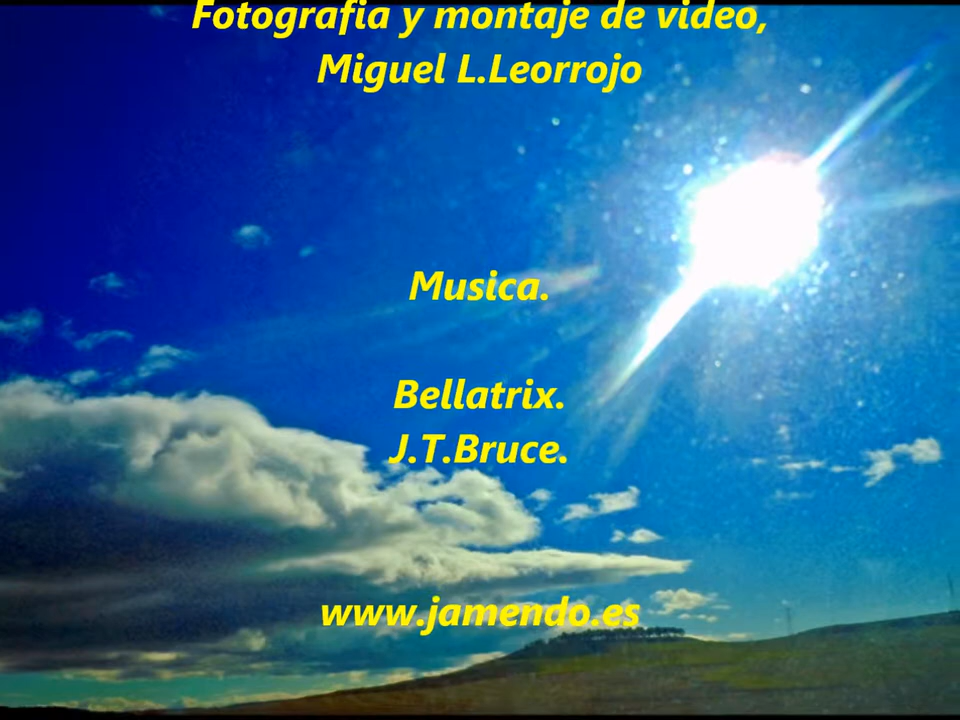 Fotografia y montaje de video,
Miguel L.Leorrojo
Musica.
Bellatrix.
J.T.Bruce.
www.jamendo.es